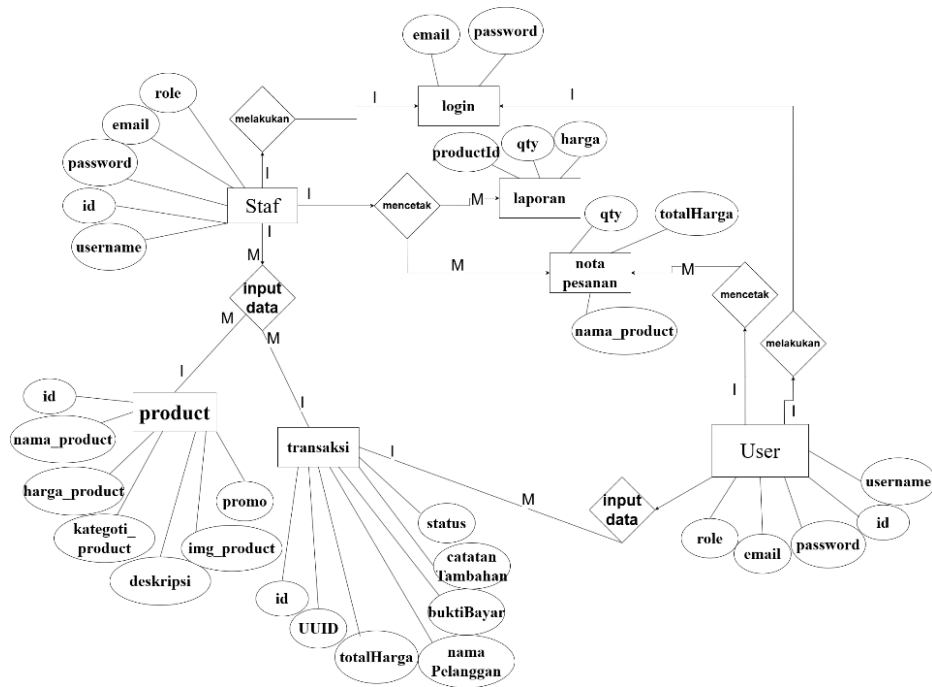 email
password
role
I
I
login
melakukan
email
productId
qty
harga
password
I
M
id
Staf
I
mencetak
laporan
I
qty
totalHarga
username
M
M
nota
pesanan
M
input
data
mencetak
M
M
nama_product
melakukan
I
id
product
I
I
I
nama_product
transaksi
I
User
harga_product
username
promo
M
input
data
kategoti_
product
status
id
img_product
catatan
Tambahan
role
email
password
deskripsi
id
buktiBayar
UUID
totalHarga
nama
Pelanggan